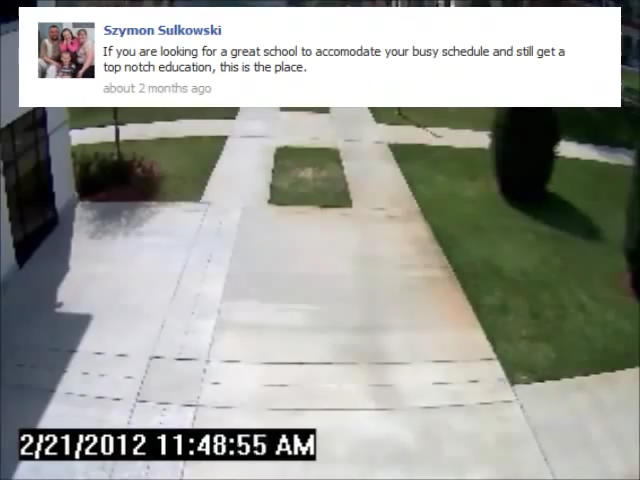 Szymon Sulkowski
If you are looking for a great school to accomodate your busy schedule and still get a
top notch education, this is the place.
about 2 months ago
2/21/2012 11:48:55 AM